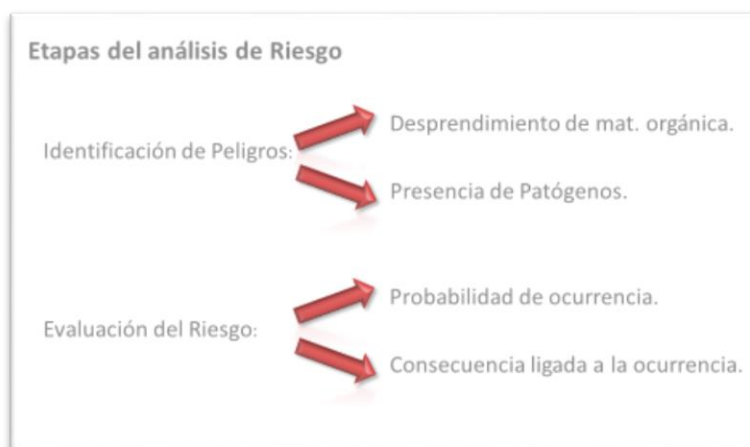 Etapas del análisis de Riesgo
Desprendimiento de mat. orgánica.
Identificación de Peligros:
Presencia de Patógenos.
Probabilidad de ocurrencia.
Evaluación del Riesgo:
Consecuencia ligada a la ocurrencia.